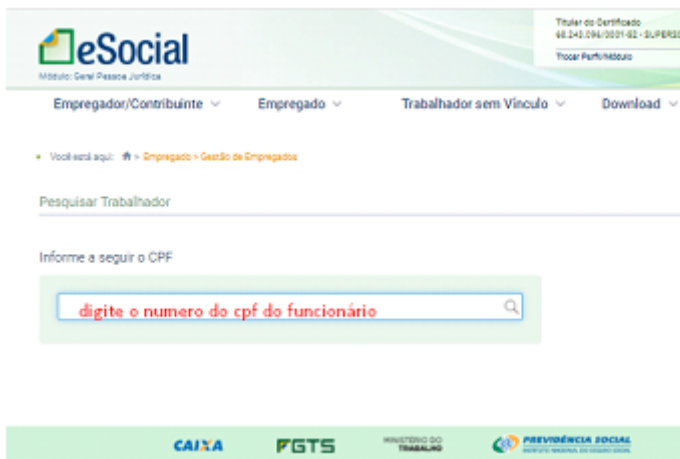 eSocial
Módulo: Geral Pessoa Jurídica
Titular do Certificado
Trocar Perfil/Módulo
Empregador/Contribuinte Empregado Trabalhador sem Vínculo Download
Você está aqui: > Empregado > Gestão de Empregados
Pesquisar Trabalhador
Informe a seguir o CPF
digite o numero do cpf do funcionário
CAIXA FGTS MINISTÉRIO DO TRABALHO PREVIDÊNCIA SOCIAL